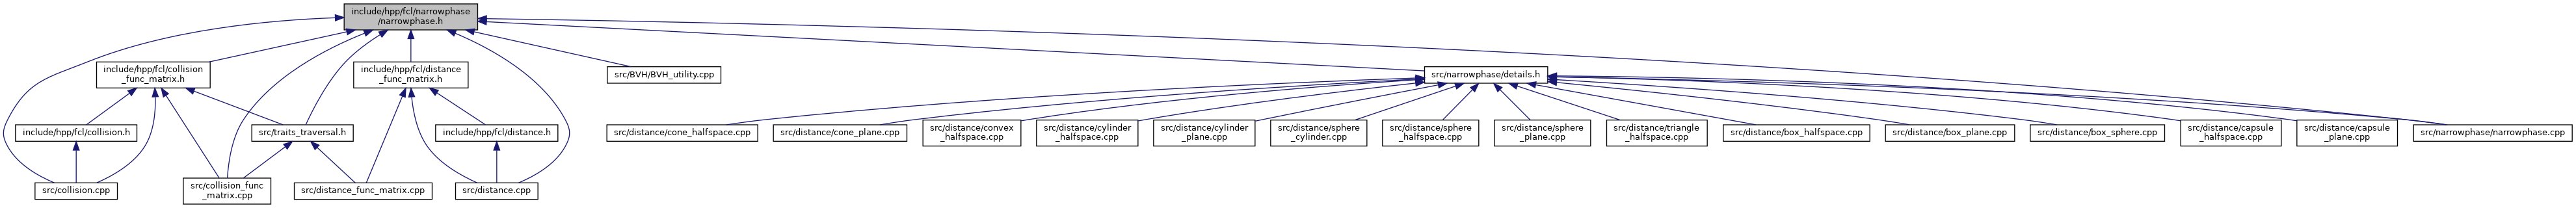 include/hpp/fcl/narrowphase
/narrowphase.h
include/hpp/fcl/collision
_func_matrix.h
include/hpp/fcl/distance
_func_matrix.h
src/BVH/BVH_utility.cpp
src/narrowphase/details.h
include/hpp/fcl/collision.h
src/traits_traversal.h
include/hpp/fcl/distance.h
src/distance/cone_halfspace.cpp
src/distance/cone_plane.cpp
src/distance/convex
_halfspace.cpp
src/distance/cylinder
_halfspace.cpp
src/distance/cylinder
_plane.cpp
src/distance/sphere
_cylinder.cpp
src/distance/sphere
_halfspace.cpp
src/distance/sphere
_plane.cpp
src/distance/triangle
_halfspace.cpp
src/distance/box_halfspace.cpp
src/distance/box_plane.cpp
src/distance/box_sphere.cpp
src/distance/capsule
_halfspace.cpp
src/distance/capsule
_plane.cpp
src/narrowphase/narrowphase.cpp
src/collision.cpp
src/collision_func
_matrix.cpp
src/distance_func_matrix.cpp
src/distance.cpp